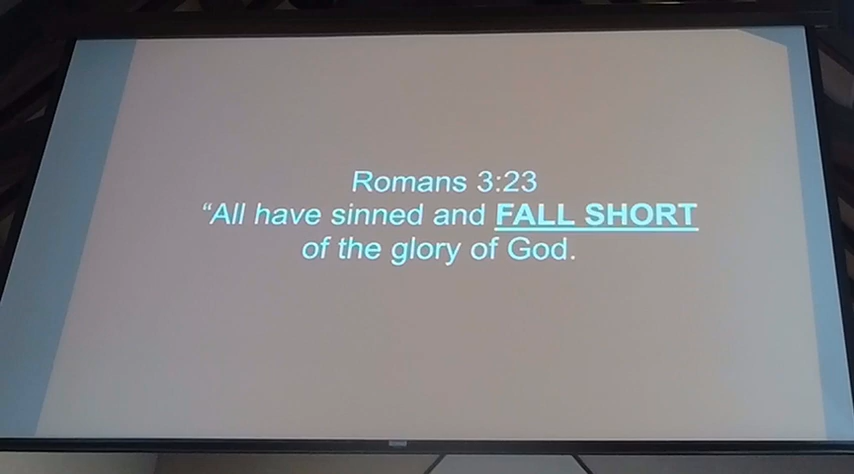 Romans 3:23
“All have sinned and FALL SHORT
of the glory of God.